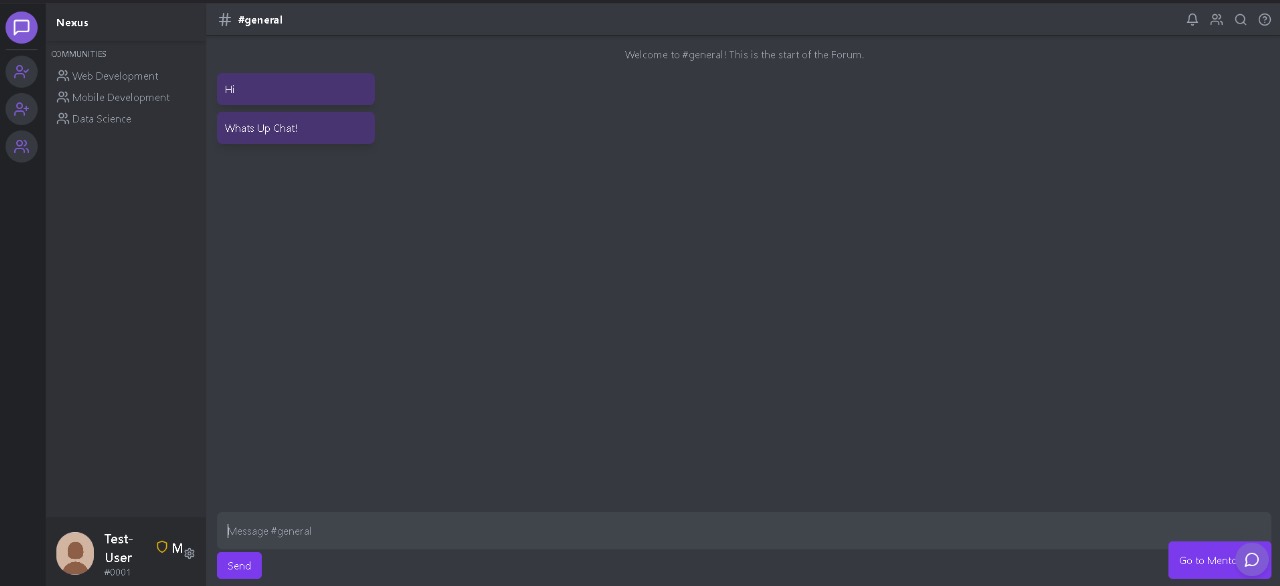 Nexus
#general
COMMUNITIES
Web Development
Mobile Development
Data Science
Welcome to #general! This is the start of the Forum.
Hi
Whats Up Chat!
Test-
User
#0001
M
Message #general
Send
Go to